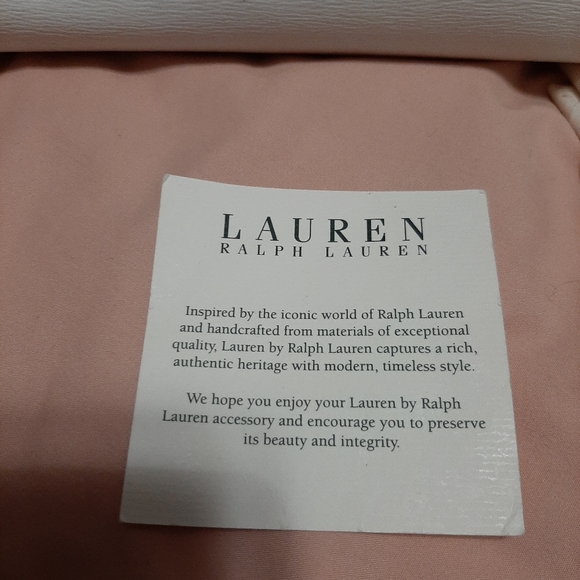 LAUREN
RALPH LAUREN
Inspired by the iconic world of Ralph Lauren
and handcrafted from materials of exceptional
quality, Lauren by Ralph Lauren captures a rich,
authentic heritage with modern, timeless style.
We hope you enjoy your Lauren by Ralph
Lauren accessory and encourage you to preserve
its beauty and integrity.